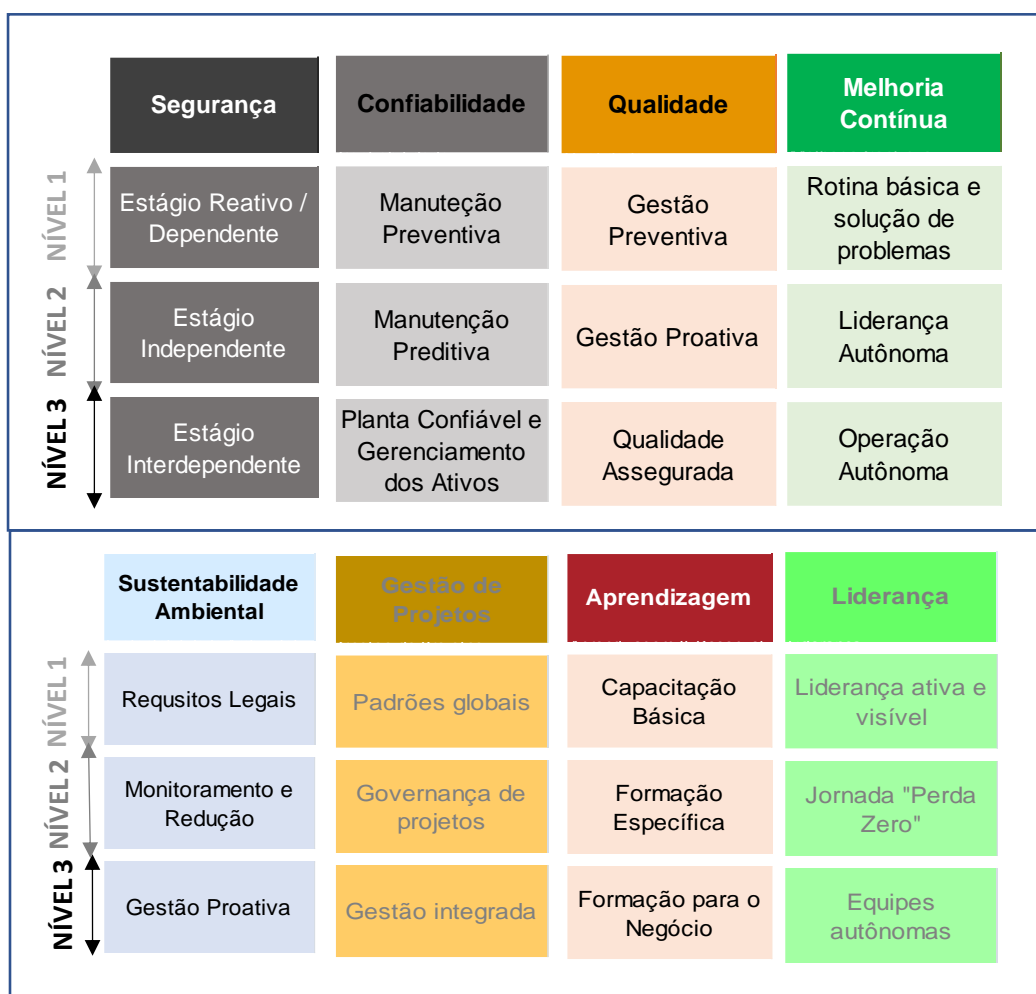 Segurança
Confiabilidade
Qualidade
Melhoria
Contínua
NÍVEL 1
Estágio Reativo /
Dependente
Manuteção
Preventiva
Gestão
Preventiva
Rotina básica e
solução de
problemas
NÍVEL 2
Estágio
Independente
Manutenção
Preditiva
Gestão Proativa
Liderança
Autônoma
NÍVEL 3
Estágio
Interdependente
Planta Confiável e
Gerenciamento
dos Ativos
Qualidade
Assegurada
Operação
Autônoma
Sustentabilidade
Ambiental
Gestão de
Projetos
Aprendizagem
Liderança
NÍVEL 1
Requsitos Legais
Padrões globais
Capacitação
Básica
Liderança ativa e
visível
NÍVEL 2
Monitoramento e
Redução
Governança de
projetos
Formação
Específica
Jornada "Perda
Zero"
NÍVEL 3
Gestão Proativa
Gestão integrada
Formação para o
Negócio
Equipes
autônomas